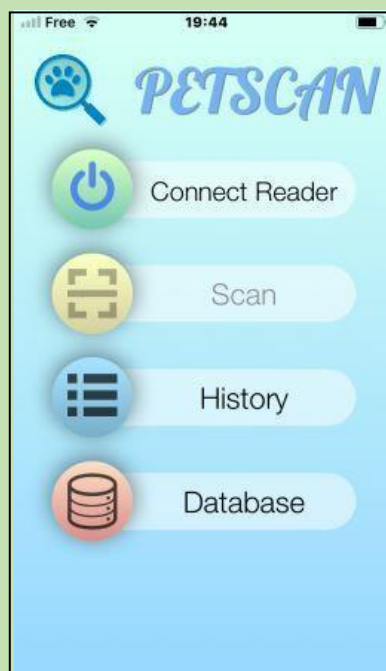 Free 19:44
PETSCAN
Connect Reader
Scan
History
Database